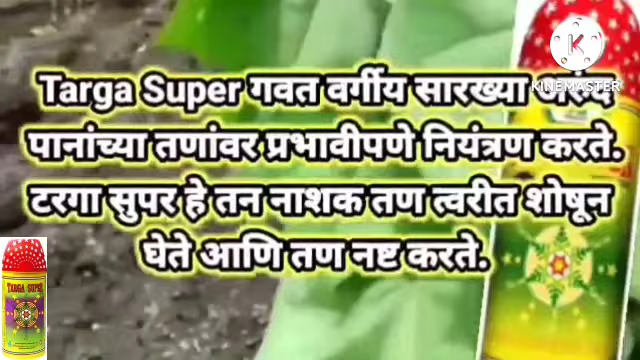 KINEMASTER
Targa Super गवत वर्गीय सारख्या
पानांच्या तणांवर प्रभावीपणे नियंत्रण करते.
टरगा सुपर हे तन नाशक तण त्वरीत शोषून
घेते आणि तण नष्ट करते.
TARGA SUPER